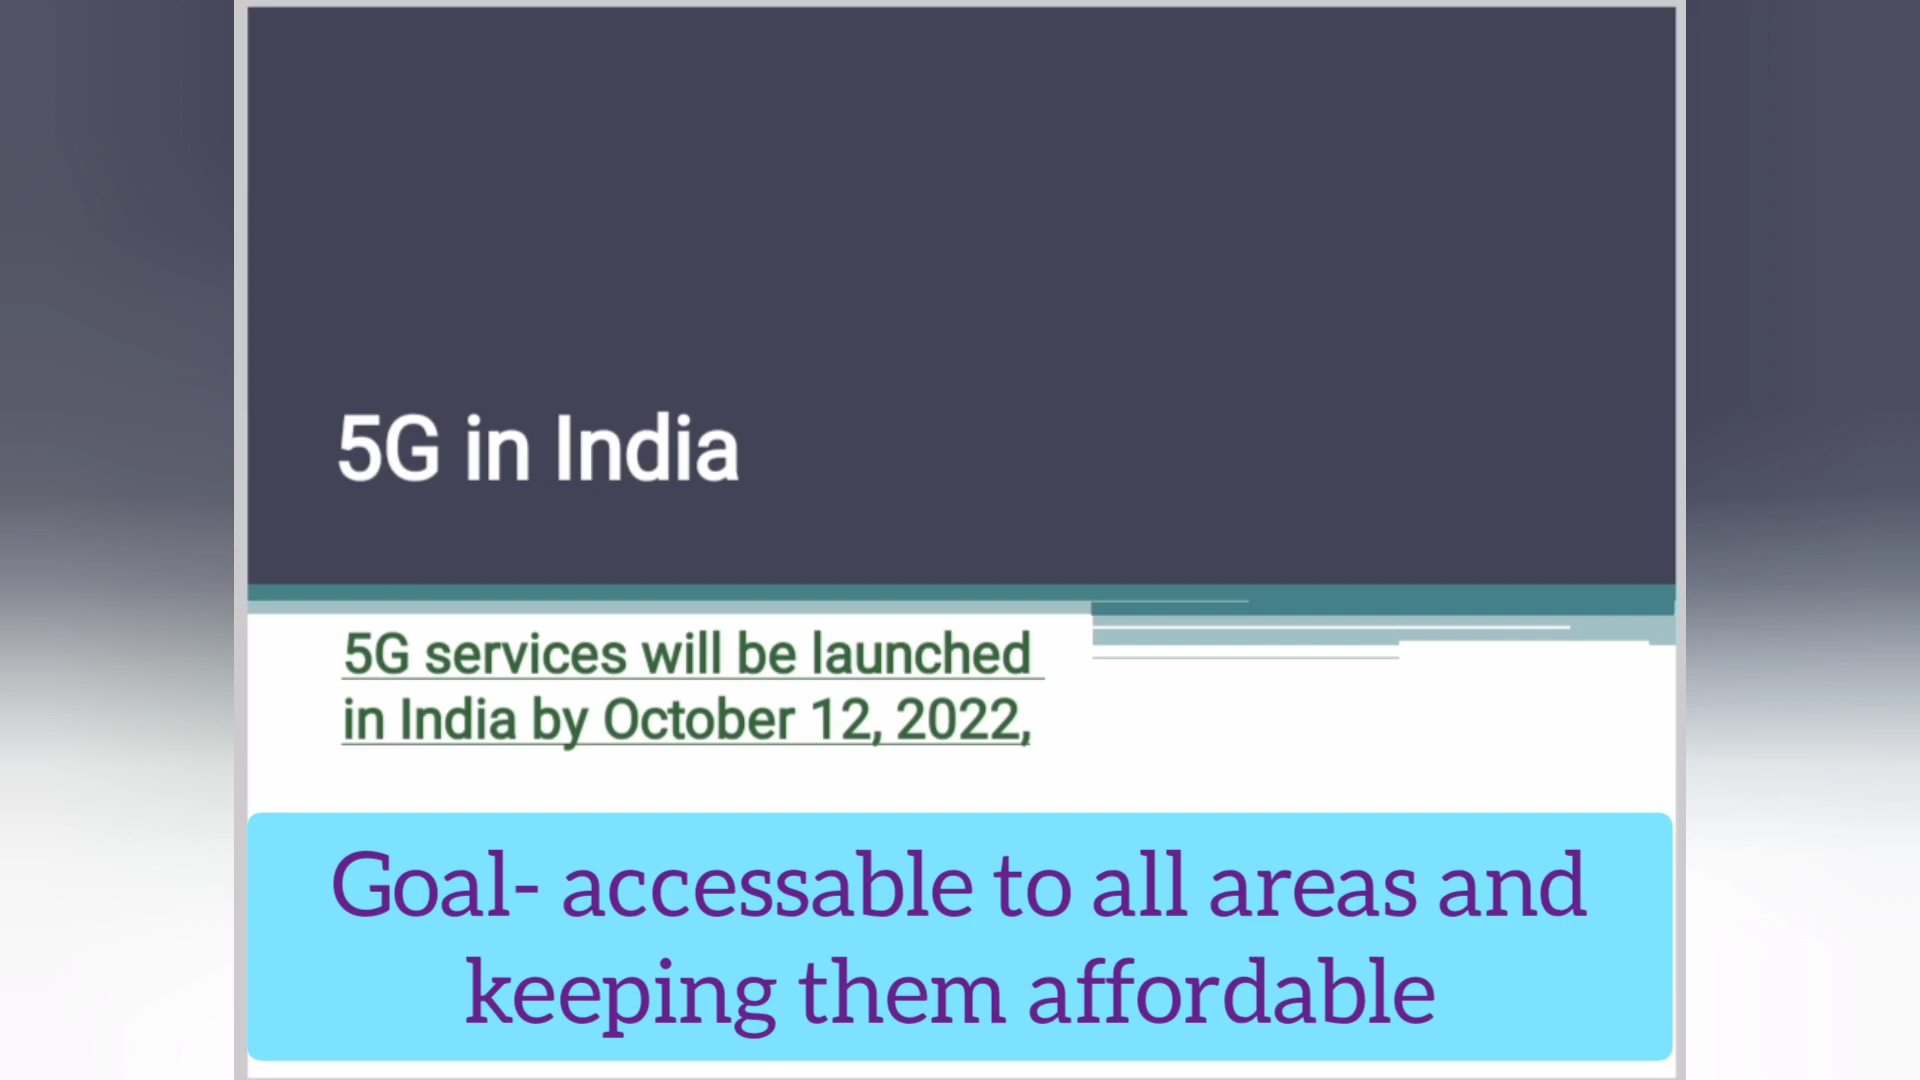 5G in India
5G services will be launched
in India by October 12, 2022,
Goal- accessable to all areas and
keeping them affordable